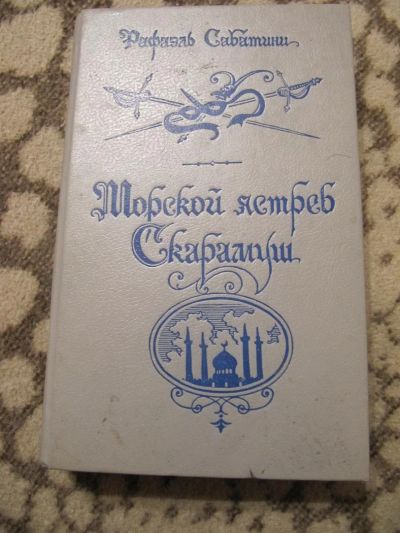 Рафаэль Сабатини
Морской ястреб
Скарамуш